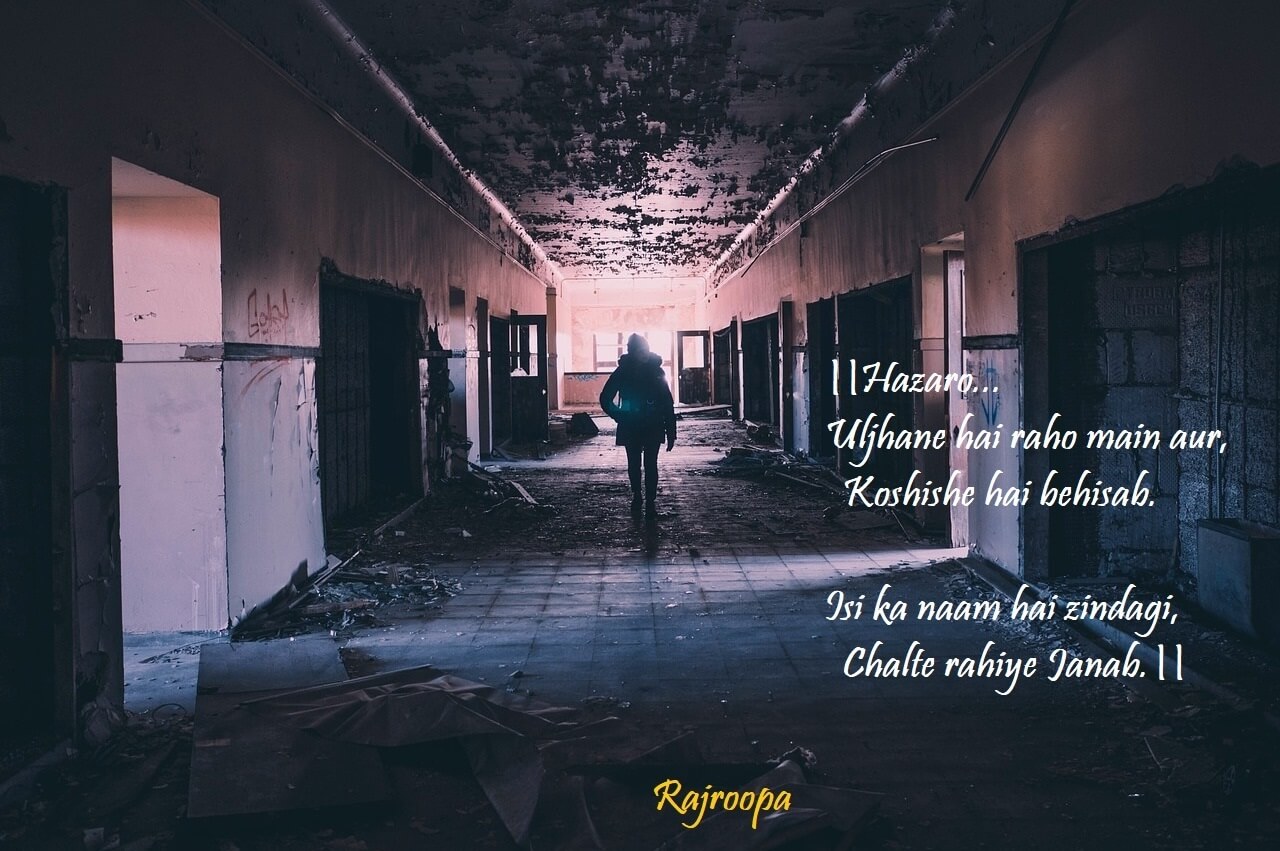 ||Hazaro...
Uljhane hai raho main aur,
Koshishe hai behisab.
Isi ka naam hai zindagi,
Chalte rahiye Janab.||
Rajroopa